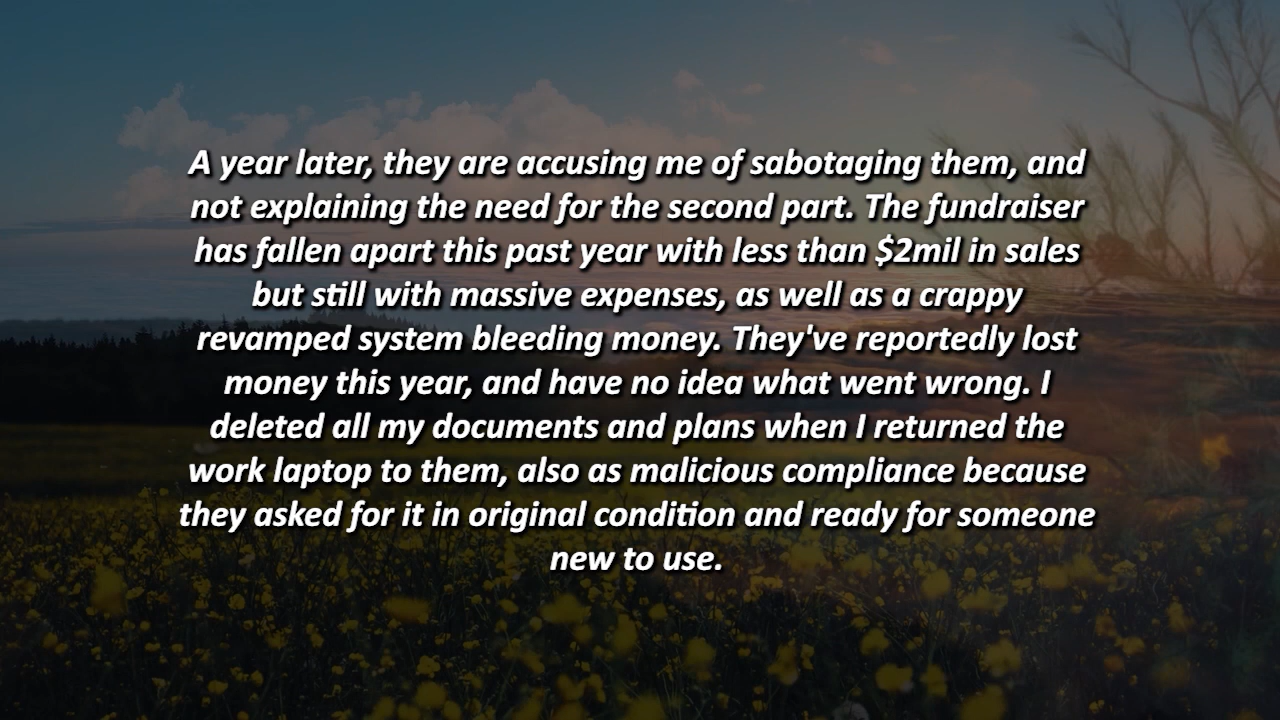 A year later, they are accusing me of sabotaging them, and
not explaining the need for the second part. The fundraiser
has fallen apart this past year with less than $2mil in sales
but still with massive expenses, as well as a crappy
revamped system bleeding money. They've reportedly lost
money this year, and have no idea what went wrong. I
deleted all my documents and plans when I returned the
work laptop to them, also as malicious compliance because
they asked for it in original condition and ready for someone
new to use.